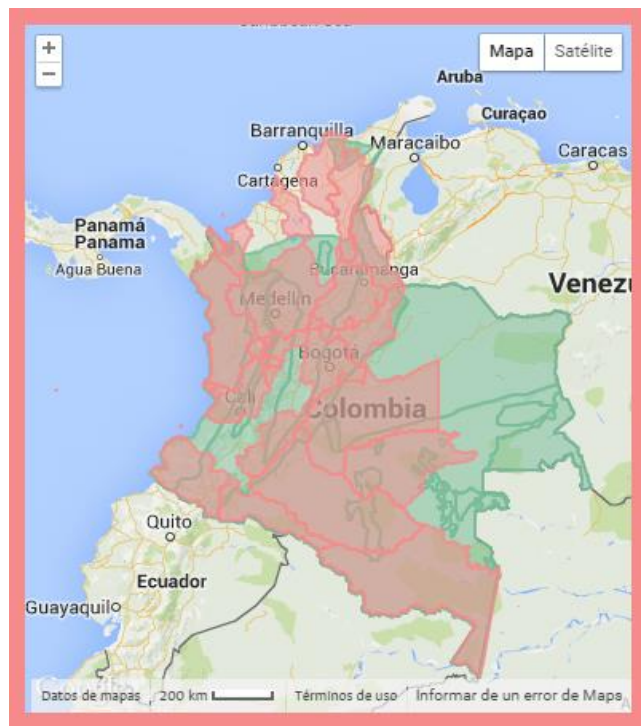 +
−
Mapa
Satélite
Aruba
Curaçao
Barranquilla
Maracaibo
Caracas
Cartagena
Panamá
Panama
Agua Buena
Bucaramanga
Venezu
Medellín
Bogotá
Cali
Colombia
Quito
Ecuador
Guayaquil
Datos de mapas
200 km
Términos de uso
Informar de un error de Maps